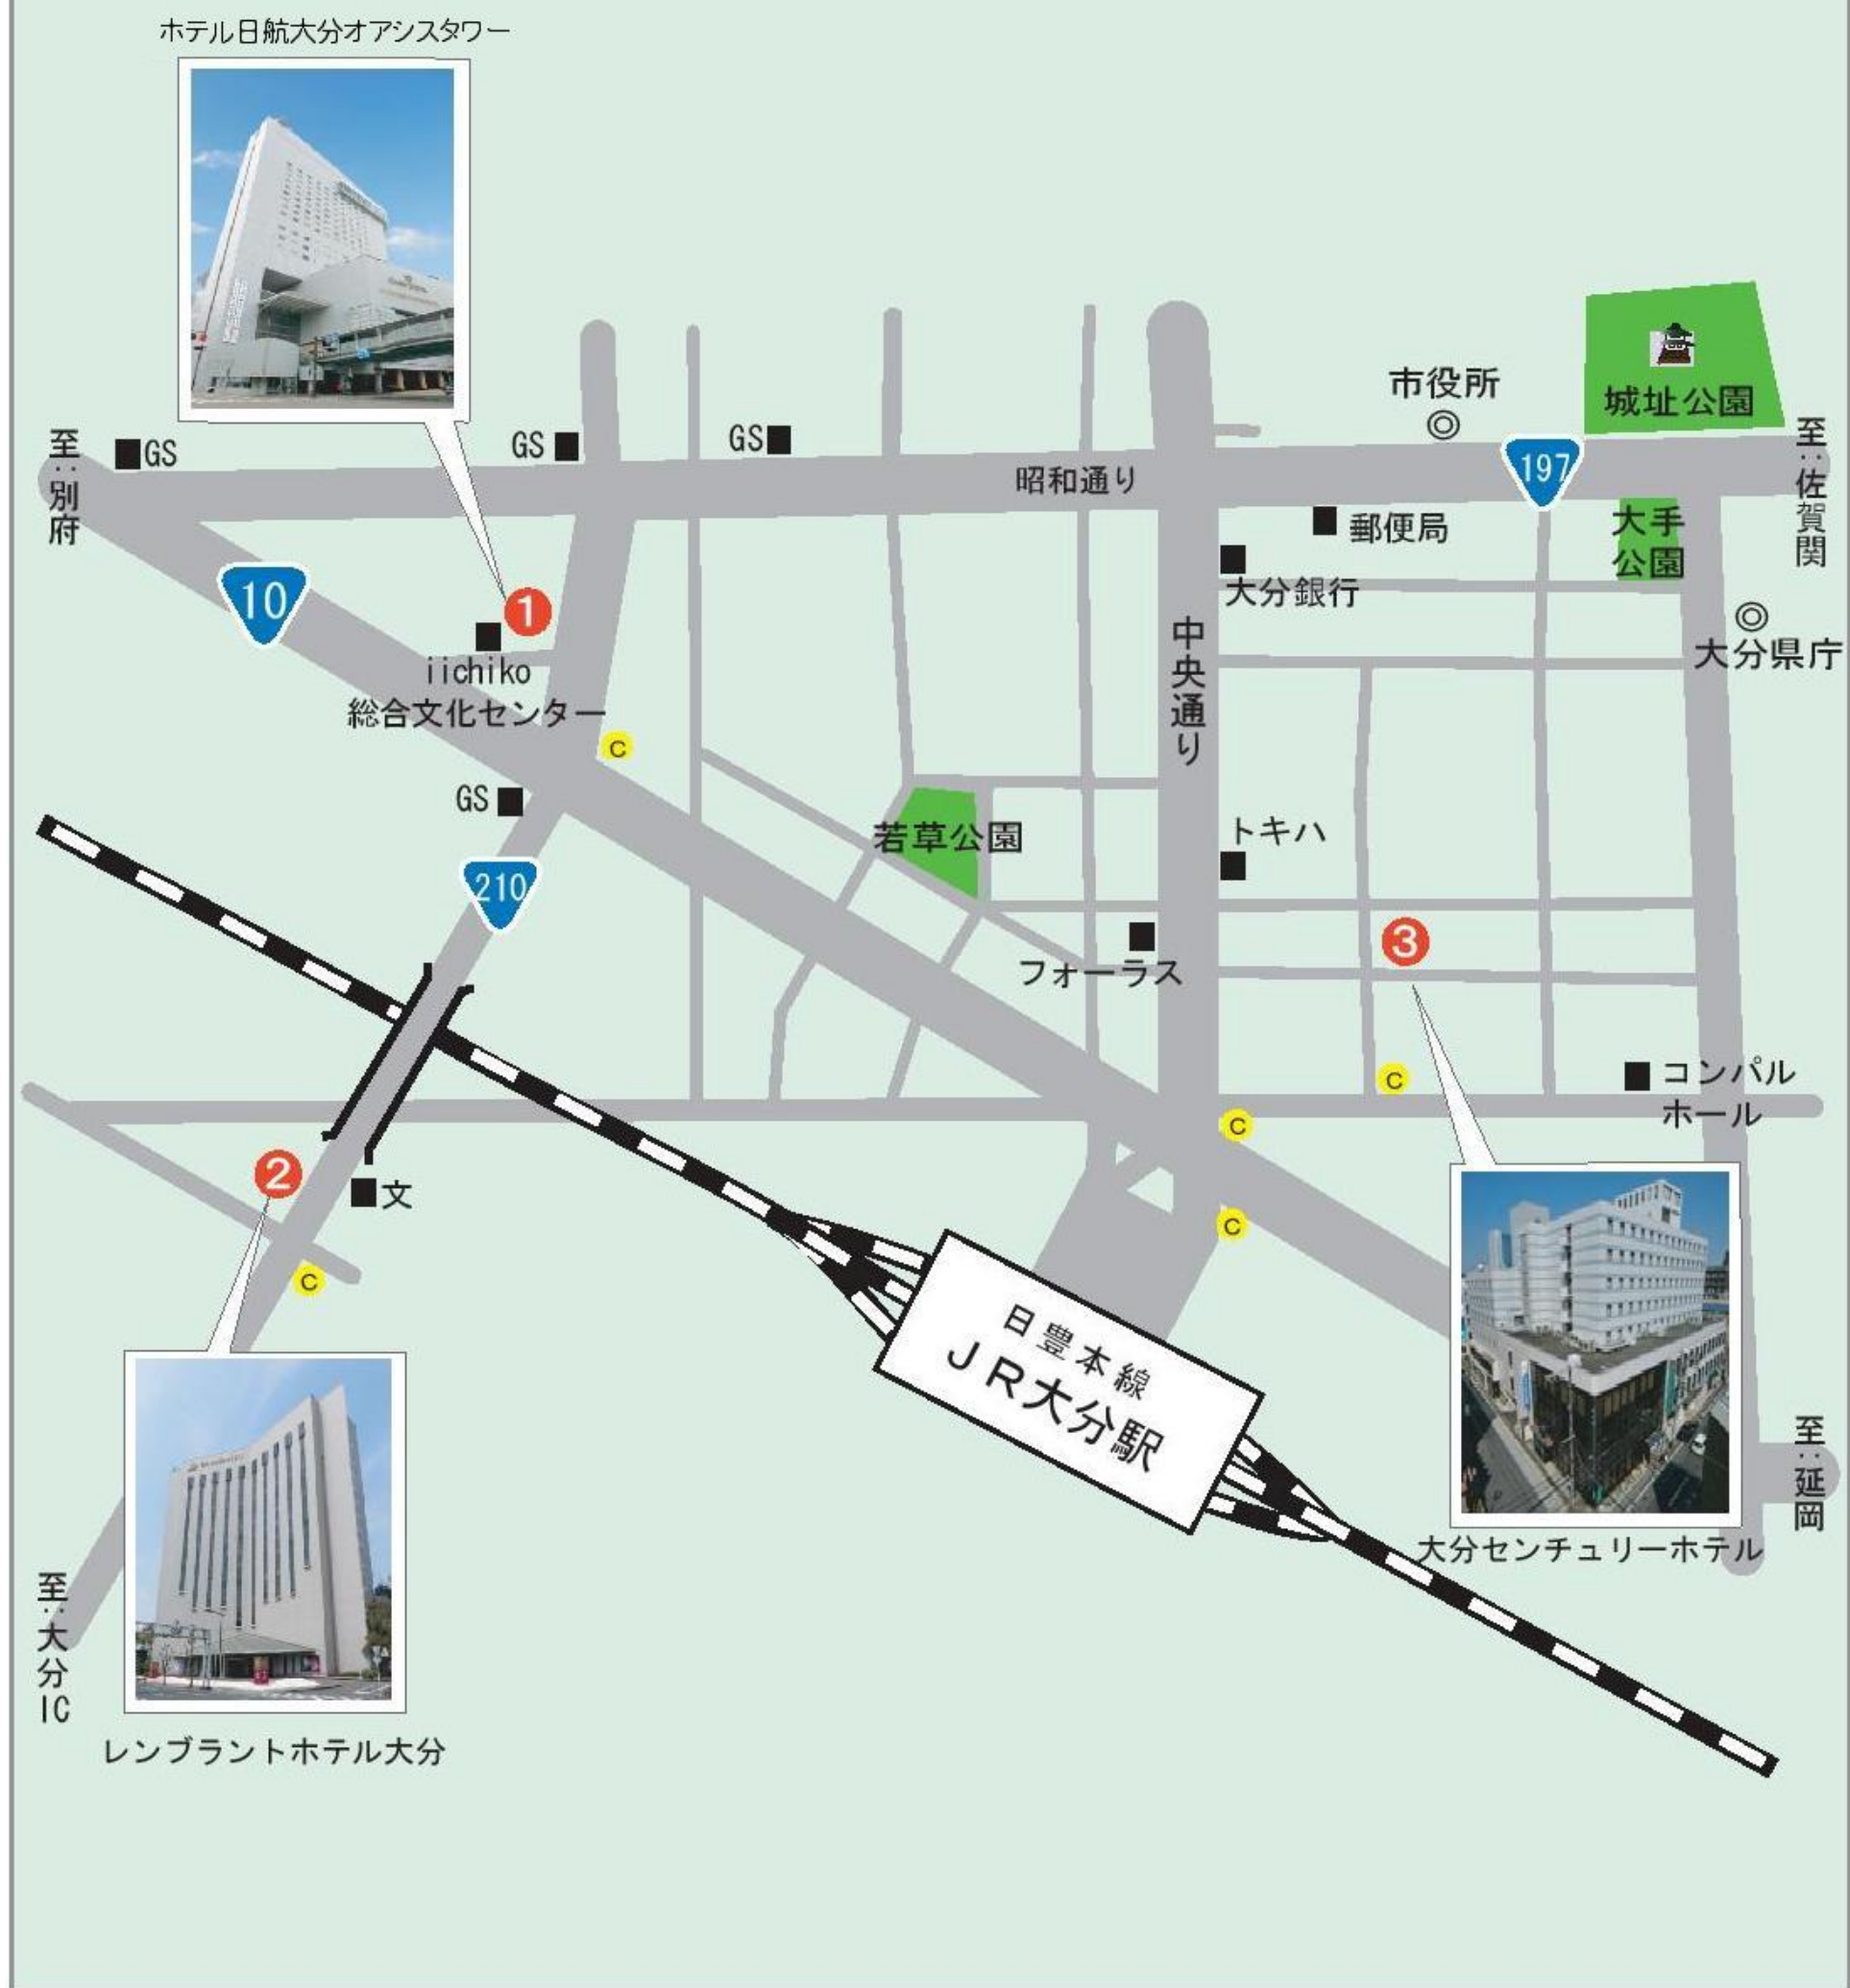 ホテル日航大分オアシスタワー
市役所
城址公園
至:別府
GS
GS
GS
昭和通り
197
至:佐賀関
郵便局
大手
公園
大分銀行
10
1
iichiko
総合文化センター
中央通り
大分県庁
C
GS
210
若草公園
トキハ
フォーラス
3
コンパル
ホール
C
C
2
文
C
C
日豊本線
JR大分駅
至:延岡
大分センチュリーホテル
至:大分IC
レンブラントホテル大分